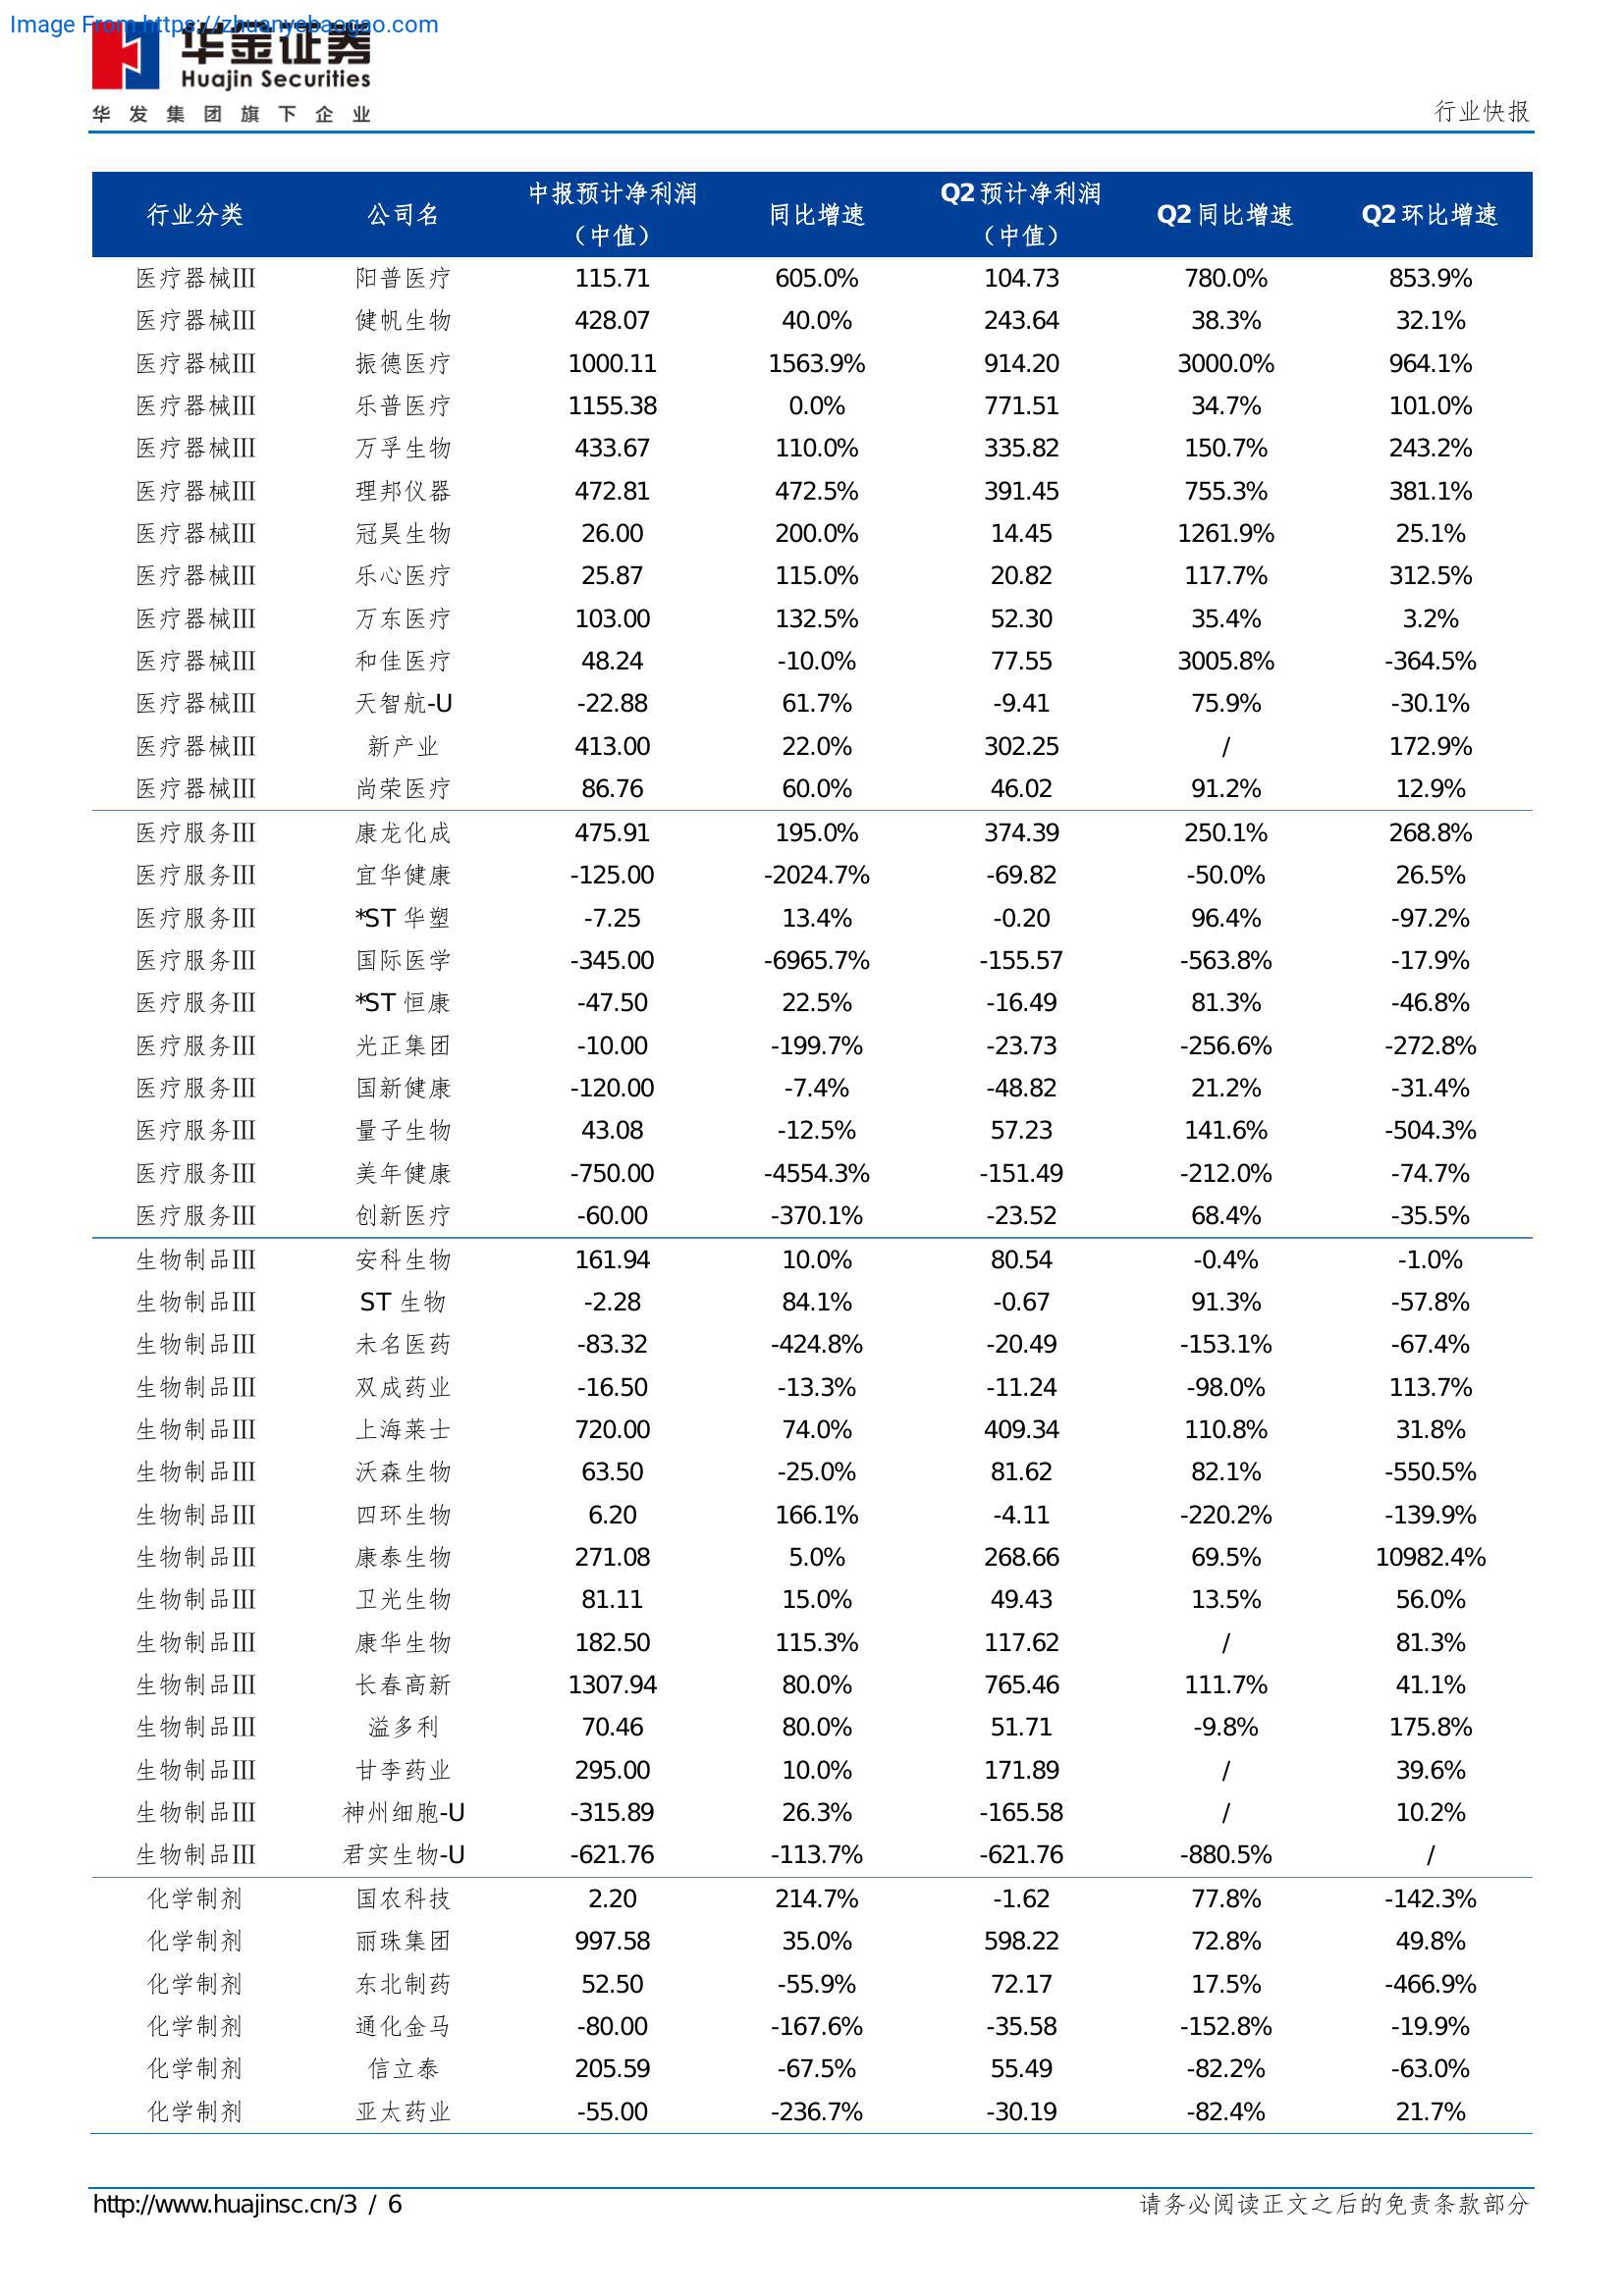 Image From https://zhuanyebaogao.com
华金证券
Huajin Securities
华发集团旗下企业
行业快报
行业分类 公司名 中报预计净利润（中值） 同比增速 Q2 预计净利润（中值） Q2 同比增速 Q2 环比增速
医疗器械Ⅲ 阳普医疗 115.71 605.0% 104.73 780.0% 853.9%
医疗器械Ⅲ 健帆生物 428.07 40.0% 243.64 38.3% 32.1%
医疗器械Ⅲ 振德医疗 1000.11 1563.9% 914.20 3000.0% 964.1%
医疗器械Ⅲ 乐普医疗 1155.38 0.0% 771.51 34.7% 101.0%
医疗器械Ⅲ 万孚生物 433.67 110.0% 335.82 150.7% 243.2%
医疗器械Ⅲ 理邦仪器 472.81 472.5% 391.45 755.3% 381.1%
医疗器械Ⅲ 冠昊生物 26.00 200.0% 14.45 1261.9% 25.1%
医疗器械Ⅲ 乐心医疗 25.87 115.0% 20.82 117.7% 312.5%
医疗器械Ⅲ 万东医疗 103.00 132.5% 52.30 35.4% 3.2%
医疗器械Ⅲ 和佳医疗 48.24 -10.0% 77.55 3005.8% -364.5%
医疗器械Ⅲ 天智航-U -22.88 61.7% -9.41 75.9% -30.1%
医疗器械Ⅲ 新产业 413.00 22.0% 302.25 / 172.9%
医疗器械Ⅲ 尚荣医疗 86.76 60.0% 46.02 91.2% 12.9%
医疗服务Ⅲ 康龙化成 475.91 195.0% 374.39 250.1% 268.8%
医疗服务Ⅲ 宜华健康 -125.00 -2024.7% -69.82 -50.0% 26.5%
医疗服务Ⅲ *ST 华塑 -7.25 13.4% -0.20 96.4% -97.2%
医疗服务Ⅲ 国际医学 -345.00 -6965.7% -155.57 -563.8% -17.9%
医疗服务Ⅲ *ST 恒康 -47.50 22.5% -16.49 81.3% -46.8%
医疗服务Ⅲ 光正集团 -10.00 -199.7% -23.73 -256.6% -272.8%
医疗服务Ⅲ 国新健康 -120.00 -7.4% -48.82 21.2% -31.4%
医疗服务Ⅲ 量子生物 43.08 -12.5% 57.23 141.6% -504.3%
医疗服务Ⅲ 美年健康 -750.00 -4554.3% -151.49 -212.0% -74.7%
医疗服务Ⅲ 创新医疗 -60.00 -370.1% -23.52 68.4% -35.5%
生物制品Ⅲ 安科生物 161.94 10.0% 80.54 -0.4% -1.0%
生物制品Ⅲ ST 生物 -2.28 84.1% -0.67 91.3% -57.8%
生物制品Ⅲ 未名医药 -83.32 -424.8% -20.49 -153.1% -67.4%
生物制品Ⅲ 双成药业 -16.50 -13.3% -11.24 -98.0% 113.7%
生物制品Ⅲ 上海莱士 720.00 74.0% 409.34 110.8% 31.8%
生物制品Ⅲ 沃森生物 63.50 -25.0% 81.62 82.1% -550.5%
生物制品Ⅲ 四环生物 6.20 166.1% -4.11 -220.2% -139.9%
生物制品Ⅲ 康泰生物 271.08 5.0% 268.66 69.5% 10982.4%
生物制品Ⅲ 卫光生物 81.11 15.0% 49.43 13.5% 56.0%
生物制品Ⅲ 康华生物 182.50 115.3% 117.62 / 81.3%
生物制品Ⅲ 长春高新 1307.94 80.0% 765.46 111.7% 41.1%
生物制品Ⅲ 溢多利 70.46 80.0% 51.71 -9.8% 175.8%
生物制品Ⅲ 甘李药业 295.00 10.0% 171.89 / 39.6%
生物制品Ⅲ 神州细胞-U -315.89 26.3% -165.58 / 10.2%
生物制品Ⅲ 君实生物-U -621.76 -113.7% -621.76 -880.5% /
化学制剂 国农科技 2.20 214.7% -1.62 77.8% -142.3%
化学制剂 丽珠集团 997.58 35.0% 598.22 72.8% 49.8%
化学制剂 东北制药 52.50 -55.9% 72.17 17.5% -466.9%
化学制剂 通化金马 -80.00 -167.6% -35.58 -152.8% -19.9%
化学制剂 信立泰 205.59 -67.5% 55.49 -82.2% -63.0%
化学制剂 亚太药业 -55.00 -236.7% -30.19 -82.4% 21.7%
http://www.huajinsc.cn/3 / 6 请务必阅读正文之后的免责条款部分